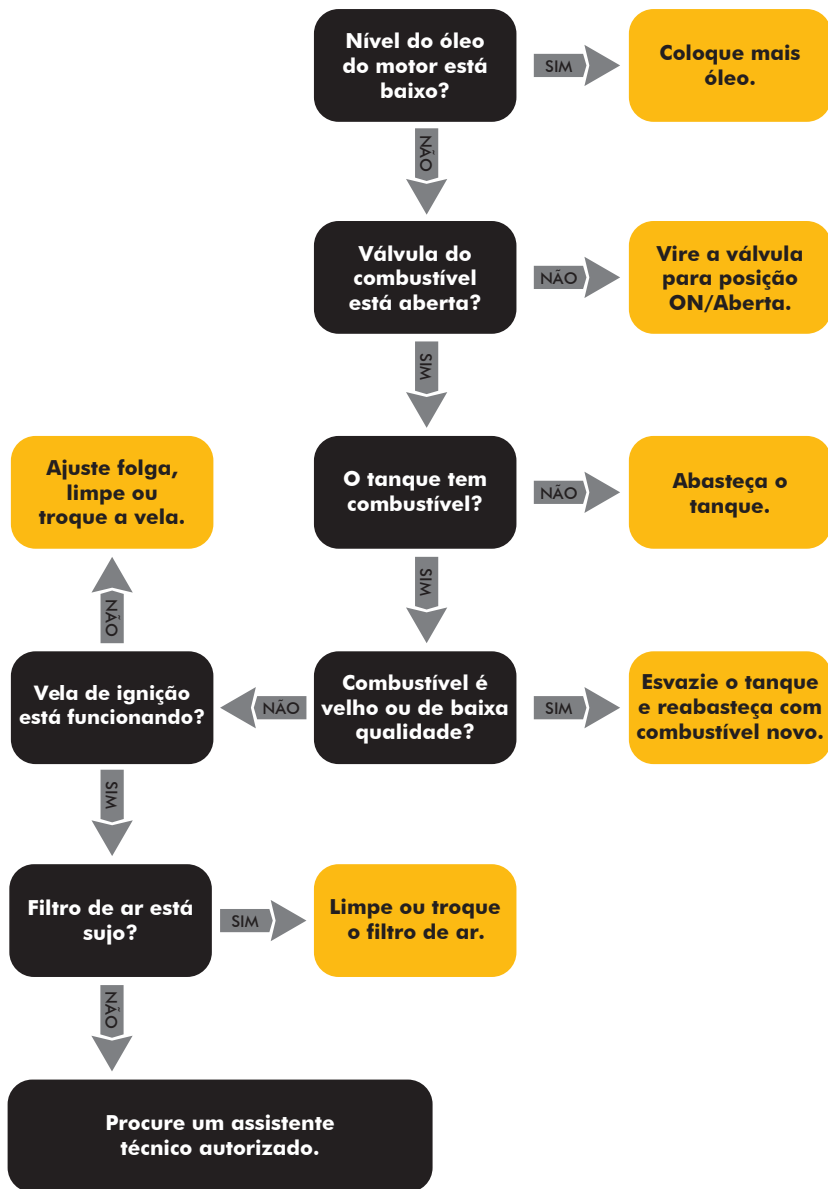 Nível do óleo
do motor está
baixo?
SIM
Coloque mais
óleo.
NÃO
Válvula do
combustível
está aberta?
NÃO
Vire a válvula
para posição
ON/Aberta.
SIM
O tanque tem
combustível?
NÃO
Abasteça o
tanque.
SIM
Combustível é
velho ou de baixa
qualidade?
SIM
Esvazie o tanque
e reabasteça com
combustível novo.
NÃO
Vela de ignição
está funcionando?
NÃO
Ajuste folga,
limpe ou
troque a vela.
SIM
Filtro de ar está
sujo?
SIM
Limpe ou troque
o filtro de ar.
NÃO
Procure um assistente
técnico autorizado.